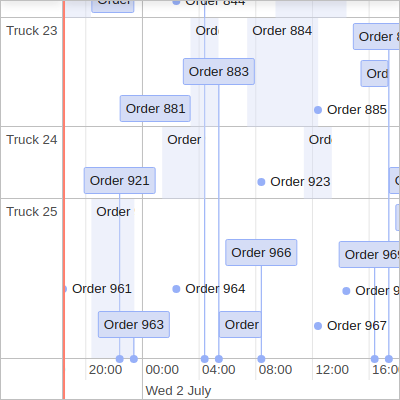 Order
Order 844
Truck 23
Ord
Order 884
Order 8
Order 883
Ord
Order 881
Order 885
Truck 24
Order
Ord
Order 921
Order 923
Truck 25
Order
Order 966
Order 969
Order 961
Order 964
Order 9
Order 963
Order
Order 967
20:00
00:00
04:00
08:00
12:00
16:00
Wed 2 July